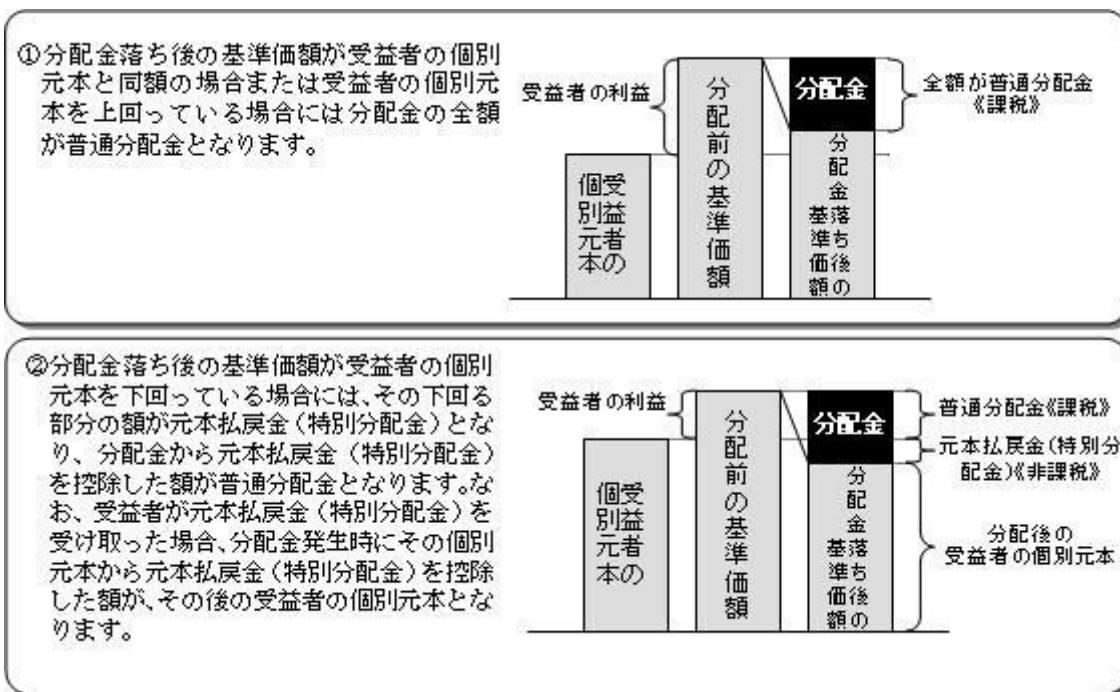 ①分配金落ち後の基準価額が受益者の個別
元本と同額の場合または受益者の個別元
本を上回っている場合には分配金の全額
が普通分配金となります。
受益者の利益
個別元本
受益者の
分配前の基準価額
分配金
分配金
基準価額
落ち後の
全額が普通分配金
《課税》
②分配金落ち後の基準価額が受益者の個別
元本を下回っている場合には、その下回る
部分の額が元本払戻金(特別分配金)とな
り、分配金から元本払戻金(特別分配金)
を控除した額が普通分配金となります。な
お、受益者が元本払戻金(特別分配金)を
受け取った場合、分配金発生時にその個別
元本から元本払戻金(特別分配金)を控除
した額が、その後の受益者の個別元本とな
ります。
受益者の利益
個別元本
受益者の
分配前の基準価額
分配金
分配金
基準価額
落ち後の
普通分配金《課税》
元本払戻金(特別分
配金)《非課税》
分配後の
受益者の個別元本